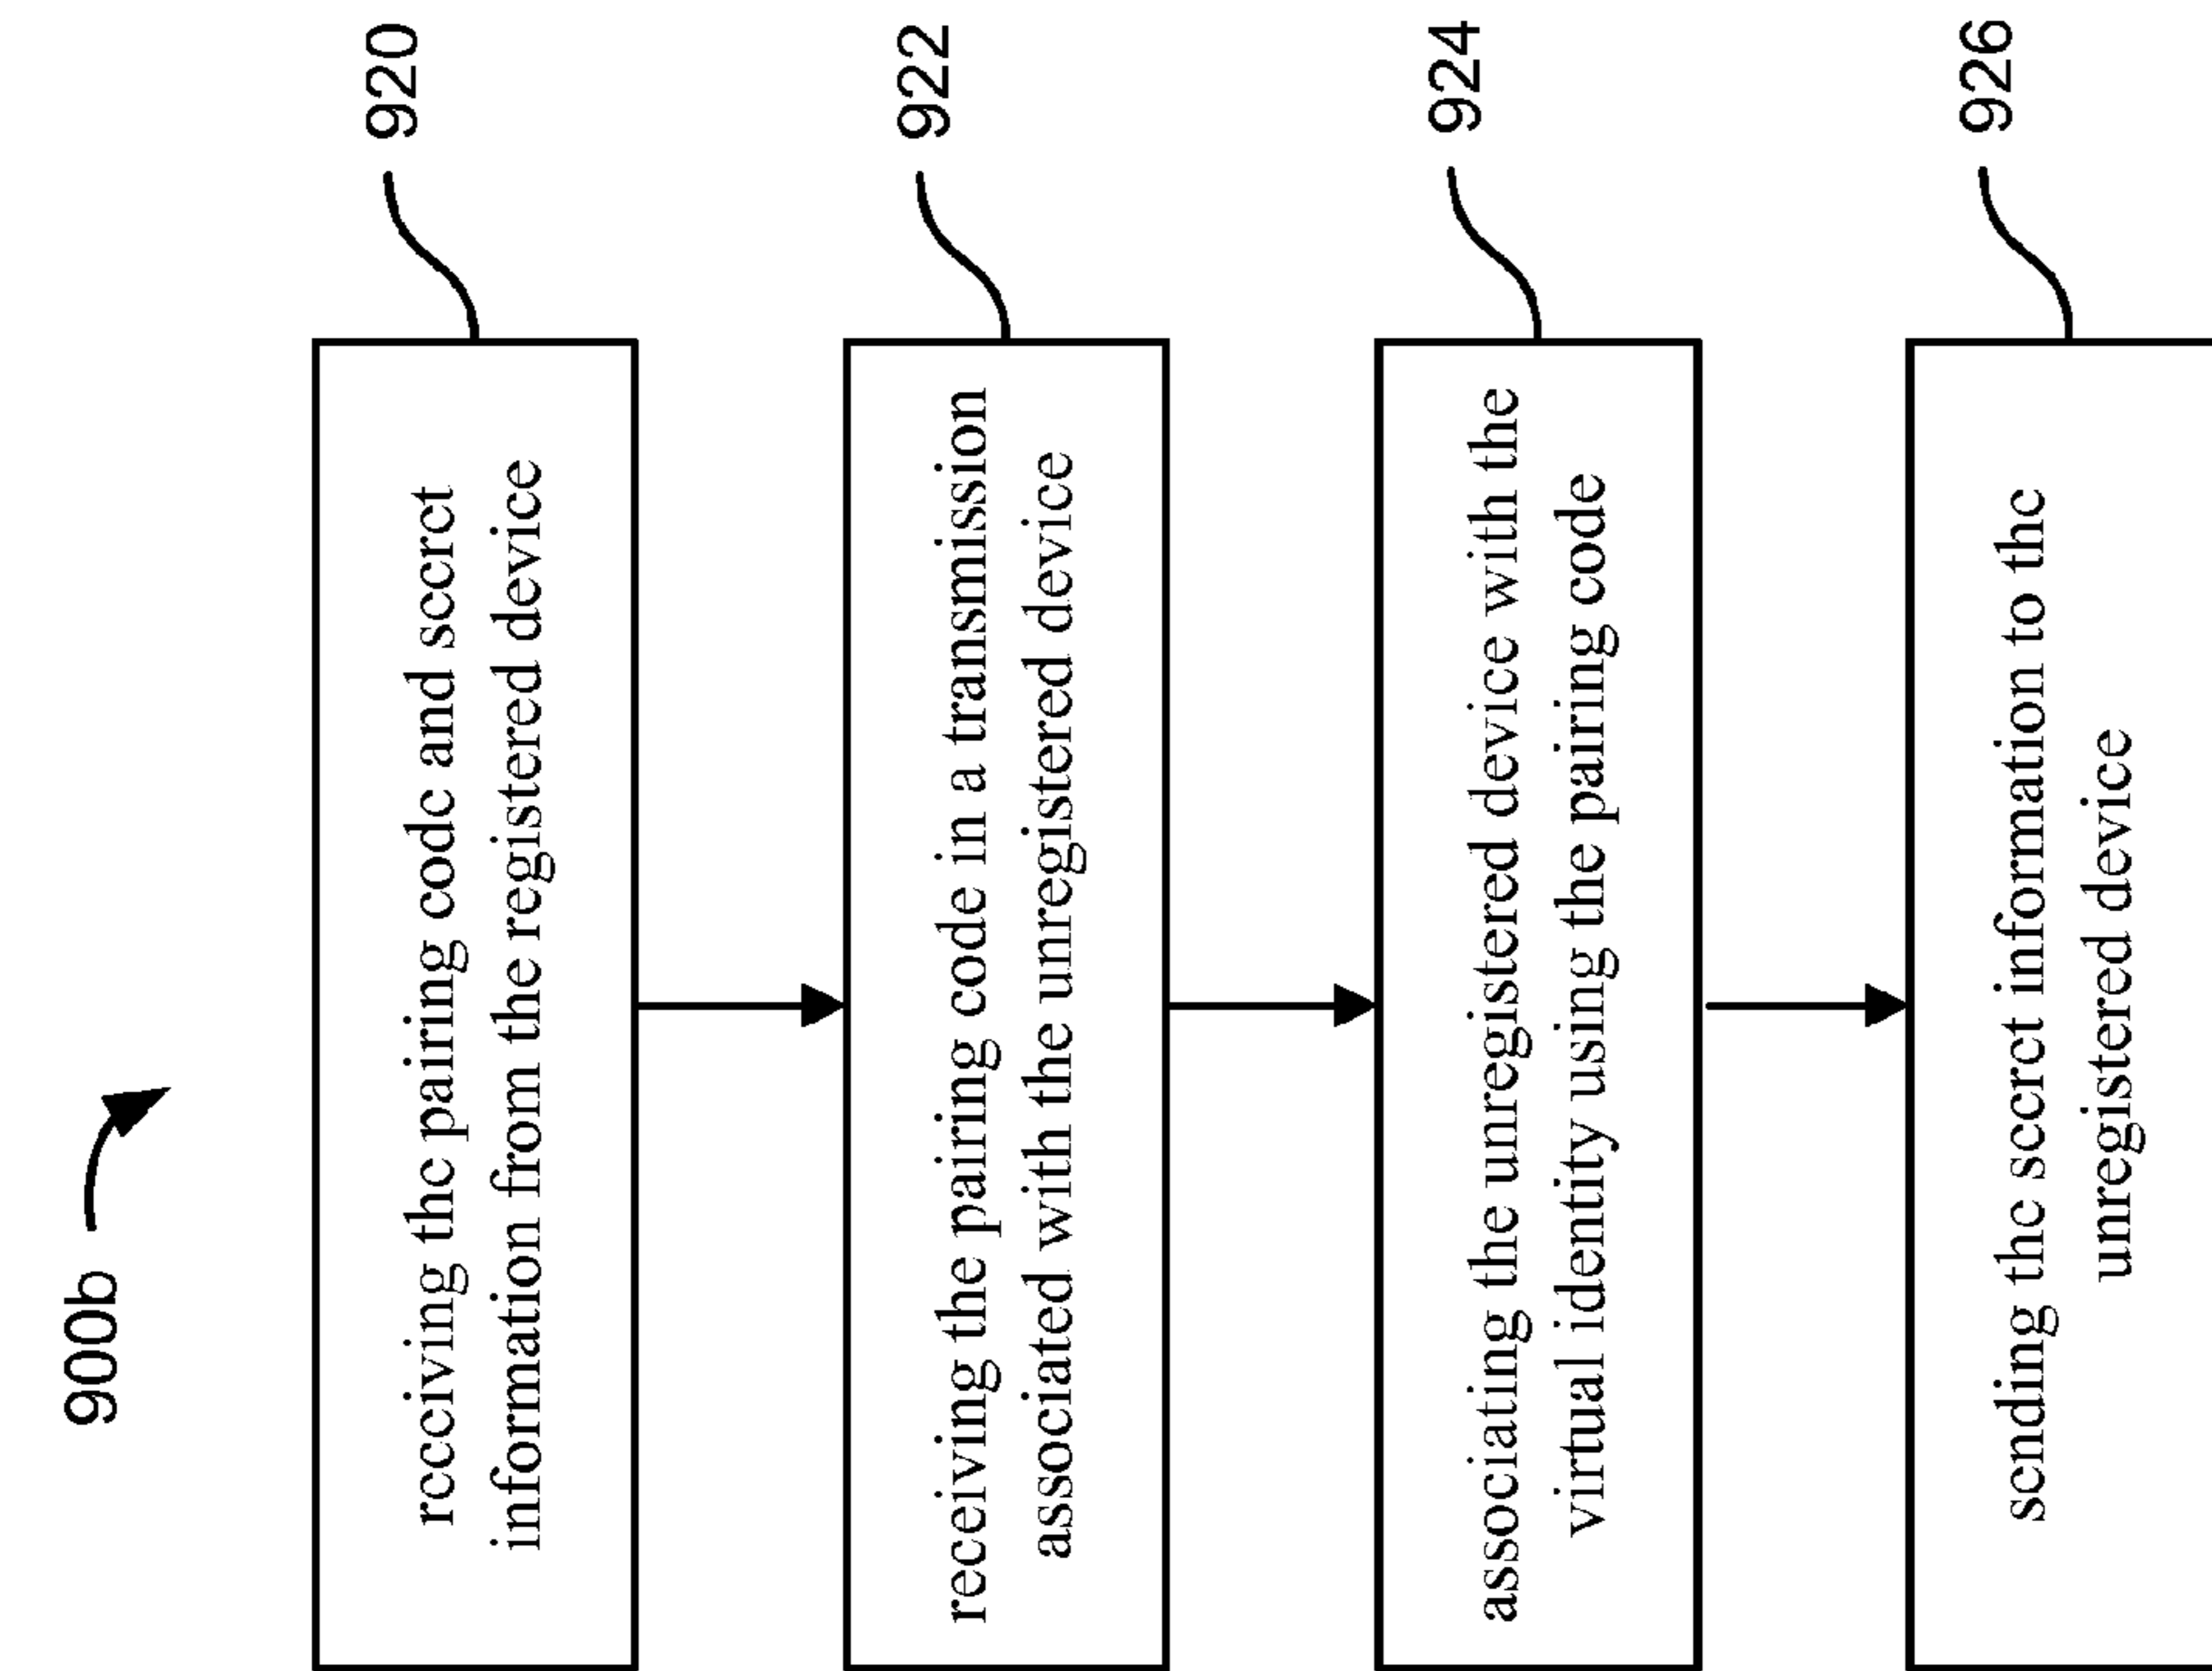 900b
receiving the pairing code and secret
information from the registered device
920
receiving the pairing code in a transmission
associated with the unregistered device
922
associating the unregistered device with the
virtual identity using the pairing code
924
sending the secret information to the
unregistered device
926